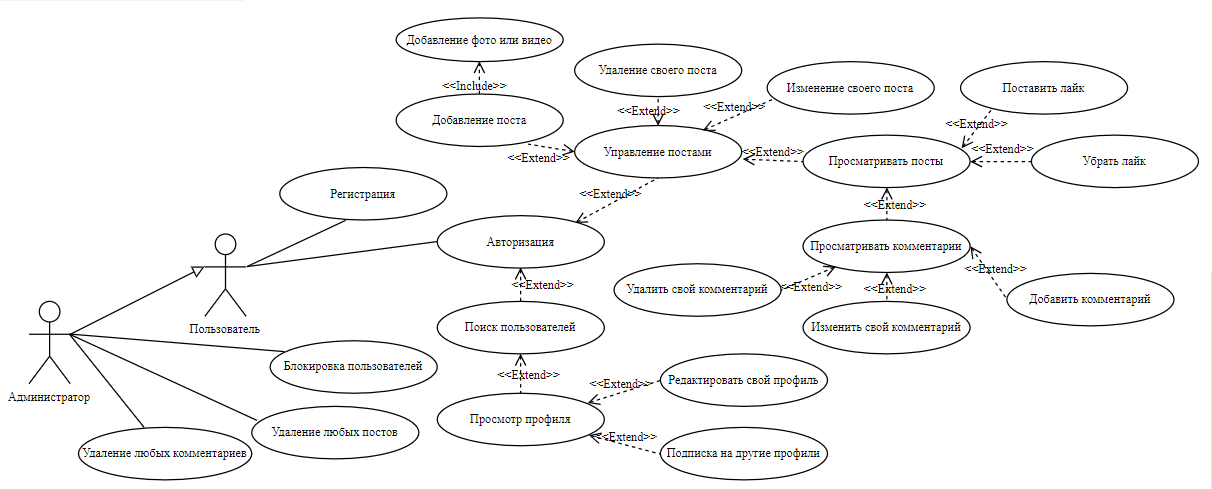 Добавление фото или видео
<<Include>>
Добавление поста
<<Extend>>
Удаление своего поста
<<Extend>>
Изменение своего поста
<<Extend>>
Управление постами
<<Extend>>
Просматривать посты
Поставить лайк
<<Extend>>
<<Extend>>
Убрать лайк
Регистрация
<<Extend>>
<<Extend>>
Авторизация
Просматривать комментарии
<<Extend>>
Удалить свой комментарий
<<Extend>>
<<Extend>>
Изменить свой комментарий
<<Extend>>
Добавить комментарий
Пользователь
<<Extend>>
Поиск пользователей
Администратор
Блокировка пользователей
<<Extend>>
<<Extend>>
Редактировать свой профиль
Просмотр профиля
<<Extend>>
Подписка на другие профили
Удаление любых постов
Удаление любых комментариев